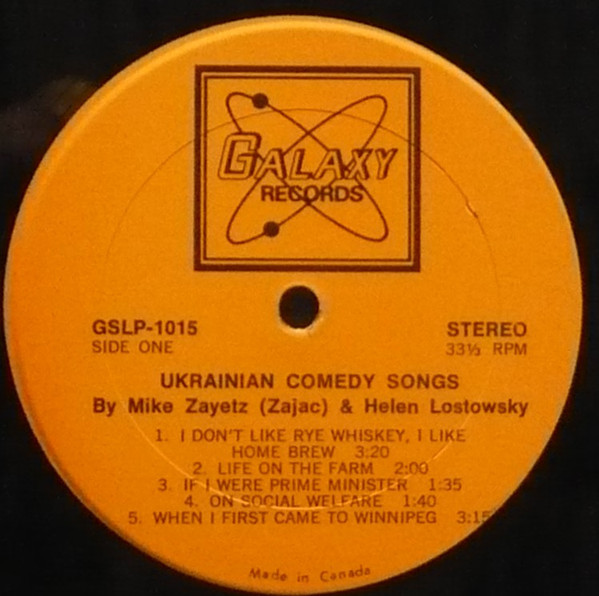 GALAXY
RECORDS
GSLP-1015
STEREO
SIDE ONE
33⅓ RPM
UKRAINIAN COMEDY SONGS
By Mike Zayetz (Zajac) & Helen Lostowsky
1. I DON'T LIKE RYE WHISKEY, I LIKE
HOME BREW 3:20
2. LIFE ON THE FARM 2:00
3. IF I WERE PRIME MINISTER 1:35
4. ON SOCIAL WELFARE 1:40
5. WHEN I FIRST CAME TO WINNIPEG 3:15
Made in Canada